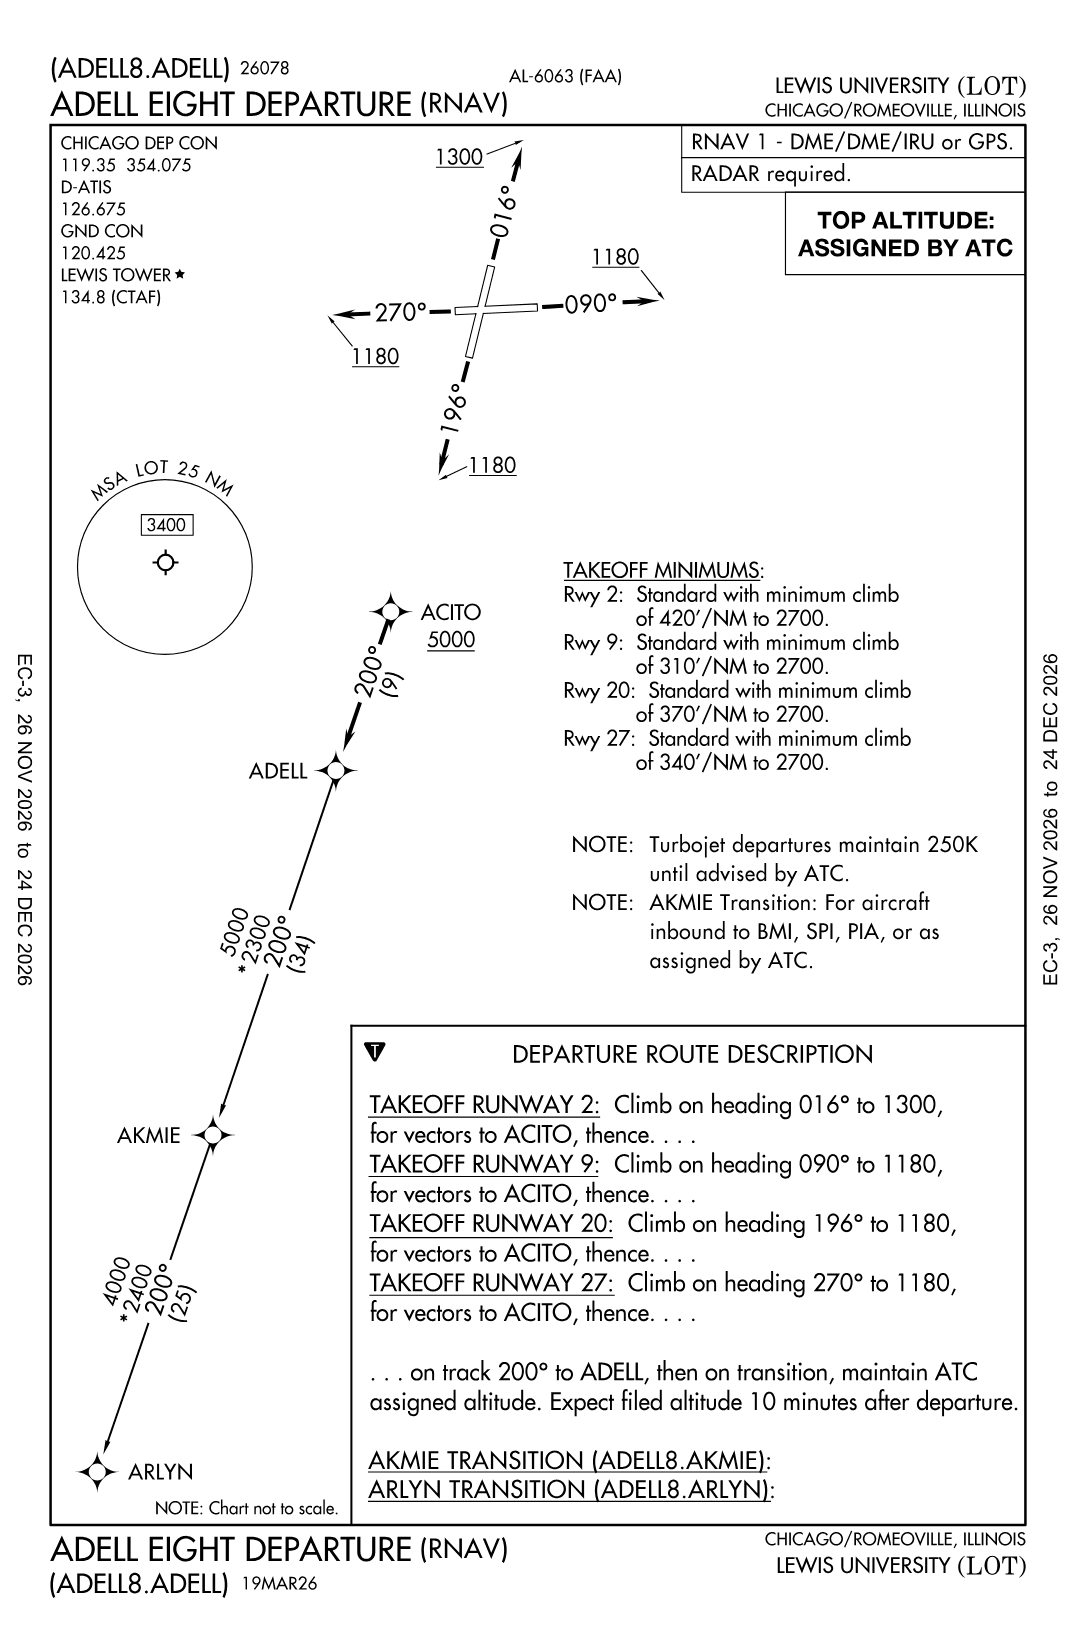 (ADELL8.ADELL) 26078
ADELL EIGHT DEPARTURE (RNAV)
AL-6063 (FAA)
LEWIS UNIVERSITY (LOT)
CHICAGO/ROMEOVILLE, ILLINOIS
CHICAGO DEP CON
119.35 354.075
D-ATIS
126.675
GND CON
120.425
LEWIS TOWER ★
134.8 (CTAF)
RNAV 1 - DME/DME/IRU or GPS.
RADAR required.
TOP ALTITUDE:
ASSIGNED BY ATC
1300
016°
1180
090°
270°
1180
196°
1180
MSA LOT 25 NM
3400
ACITO
5000
200°
(9)
ADELL
5000
*2300
200°
(34)
AKMIE
4000
*2400
200°
(25)
ARLYN
NOTE: Chart not to scale.
TAKEOFF MINIMUMS:
Rwy 2: Standard with minimum climb
of 420'/NM to 2700.
Rwy 9: Standard with minimum climb
of 310'/NM to 2700.
Rwy 20: Standard with minimum climb
of 370'/NM to 2700.
Rwy 27: Standard with minimum climb
of 340'/NM to 2700.
NOTE: Turbojet departures maintain 250K
until advised by ATC.
NOTE: AKMIE Transition: For aircraft
inbound to BMI, SPI, PIA, or as
assigned by ATC.
T
DEPARTURE ROUTE DESCRIPTION
TAKEOFF RUNWAY 2: Climb on heading 016° to 1300,
for vectors to ACITO, thence. . . .
TAKEOFF RUNWAY 9: Climb on heading 090° to 1180,
for vectors to ACITO, thence. . . .
TAKEOFF RUNWAY 20: Climb on heading 196° to 1180,
for vectors to ACITO, thence. . . .
TAKEOFF RUNWAY 27: Climb on heading 270° to 1180,
for vectors to ACITO, thence. . . .
. . . on track 200° to ADELL, then on transition, maintain ATC
assigned altitude. Expect filed altitude 10 minutes after departure.
AKMIE TRANSITION (ADELL8.AKMIE):
ARLYN TRANSITION (ADELL8.ARLYN):
EC-3, 26 NOV 2026 to 24 DEC 2026
EC-3, 26 NOV 2026 to 24 DEC 2026
ADELL EIGHT DEPARTURE (RNAV)
(ADELL8.ADELL) 19MAR26
CHICAGO/ROMEOVILLE, ILLINOIS
LEWIS UNIVERSITY (LOT)